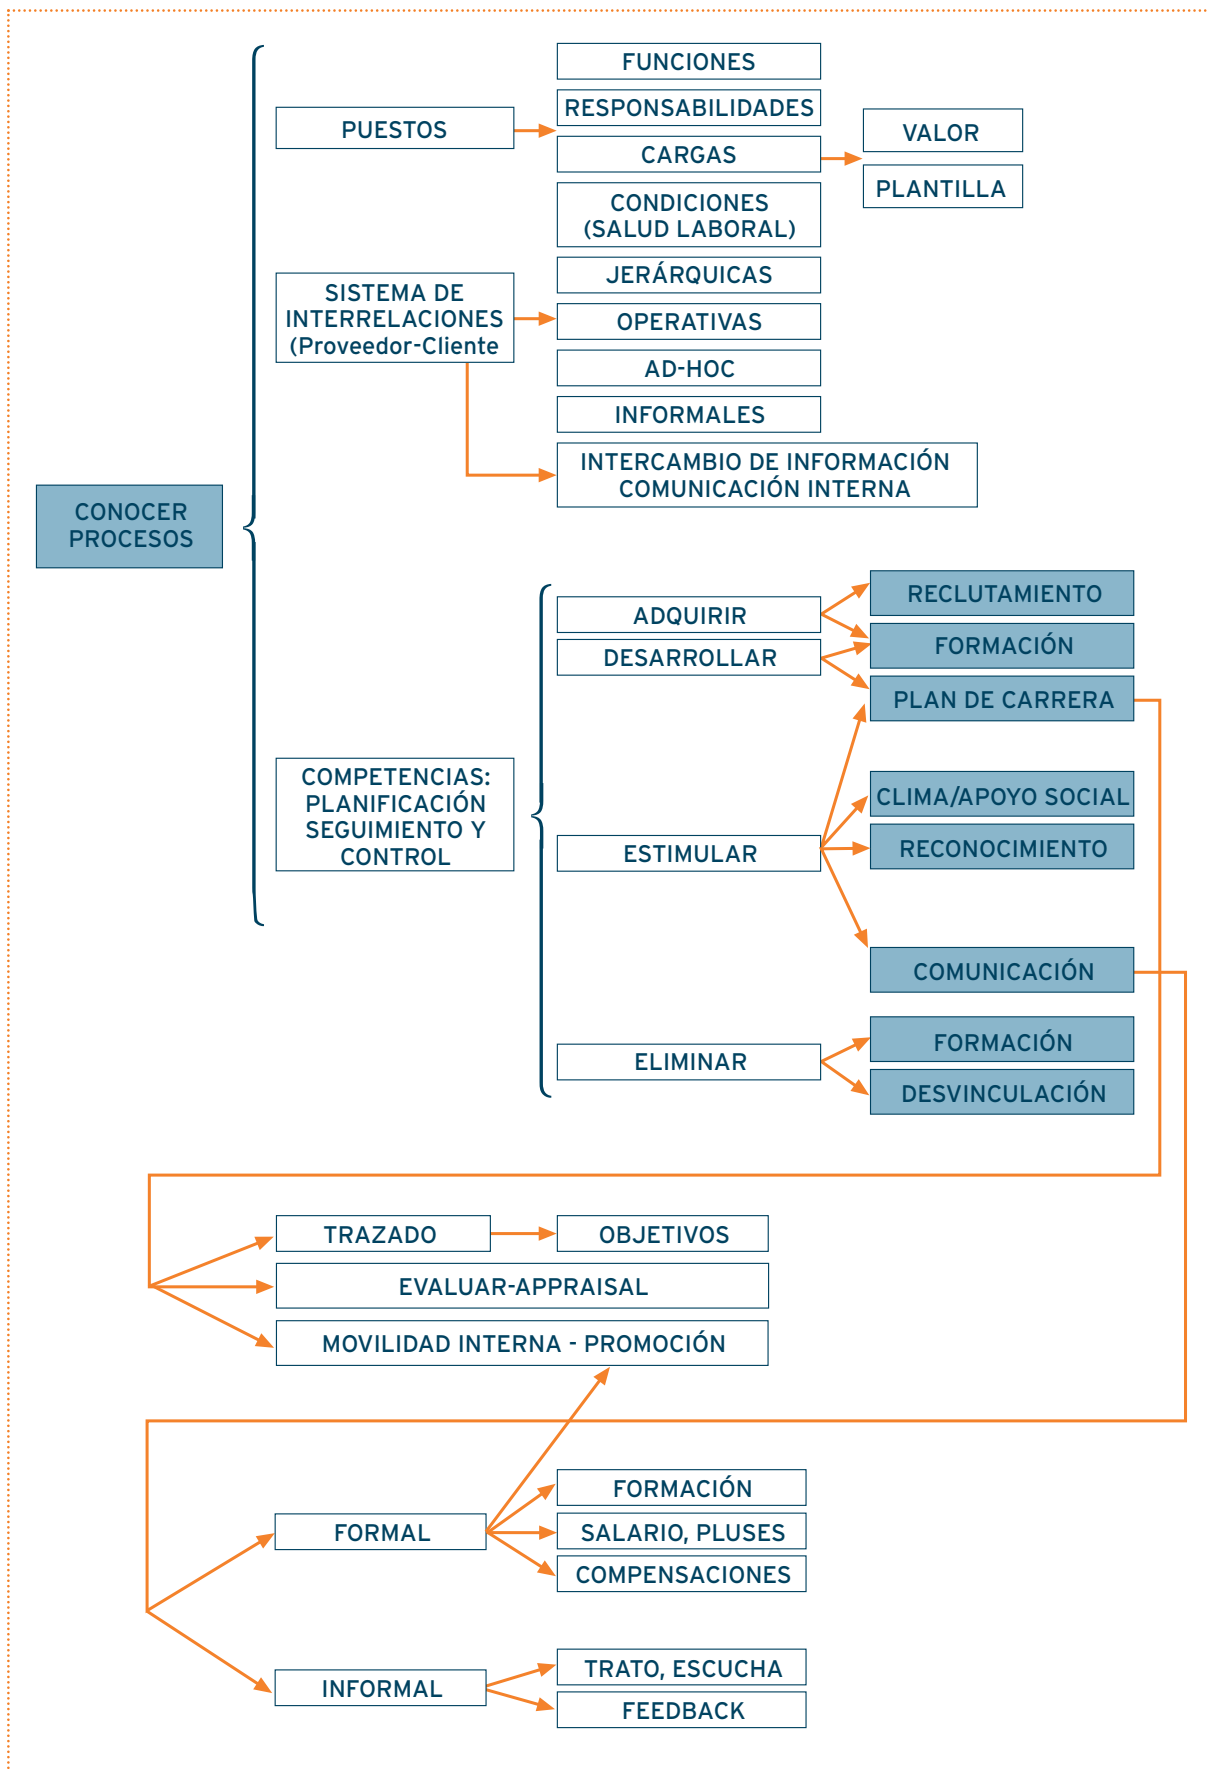 FUNCIONES
RESPONSABILIDADES
PUESTOS
CARGAS
VALOR
PLANTILLA
CONDICIONES
(SALUD LABORAL)
SISTEMA DE
INTERRELACIONES
(Proveedor-Cliente
JERÁRQUICAS
OPERATIVAS
AD-HOC
INFORMALES
INTERCAMBIO DE INFORMACIÓN
COMUNICACIÓN INTERNA
CONOCER
PROCESOS
COMPETENCIAS:
PLANIFICACIÓN
SEGUIMIENTO Y
CONTROL
ADQUIRIR
DESARROLLAR
RECLUTAMIENTO
FORMACIÓN
PLAN DE CARRERA
ESTIMULAR
CLIMA/APOYO SOCIAL
RECONOCIMIENTO
COMUNICACIÓN
ELIMINAR
FORMACIÓN
DESVINCULACIÓN
TRAZADO
OBJETIVOS
EVALUAR-APPRAISAL
MOVILIDAD INTERNA - PROMOCIÓN
FORMAL
FORMACIÓN
SALARIO, PLUSES
COMPENSACIONES
INFORMAL
TRATO, ESCUCHA
FEEDBACK